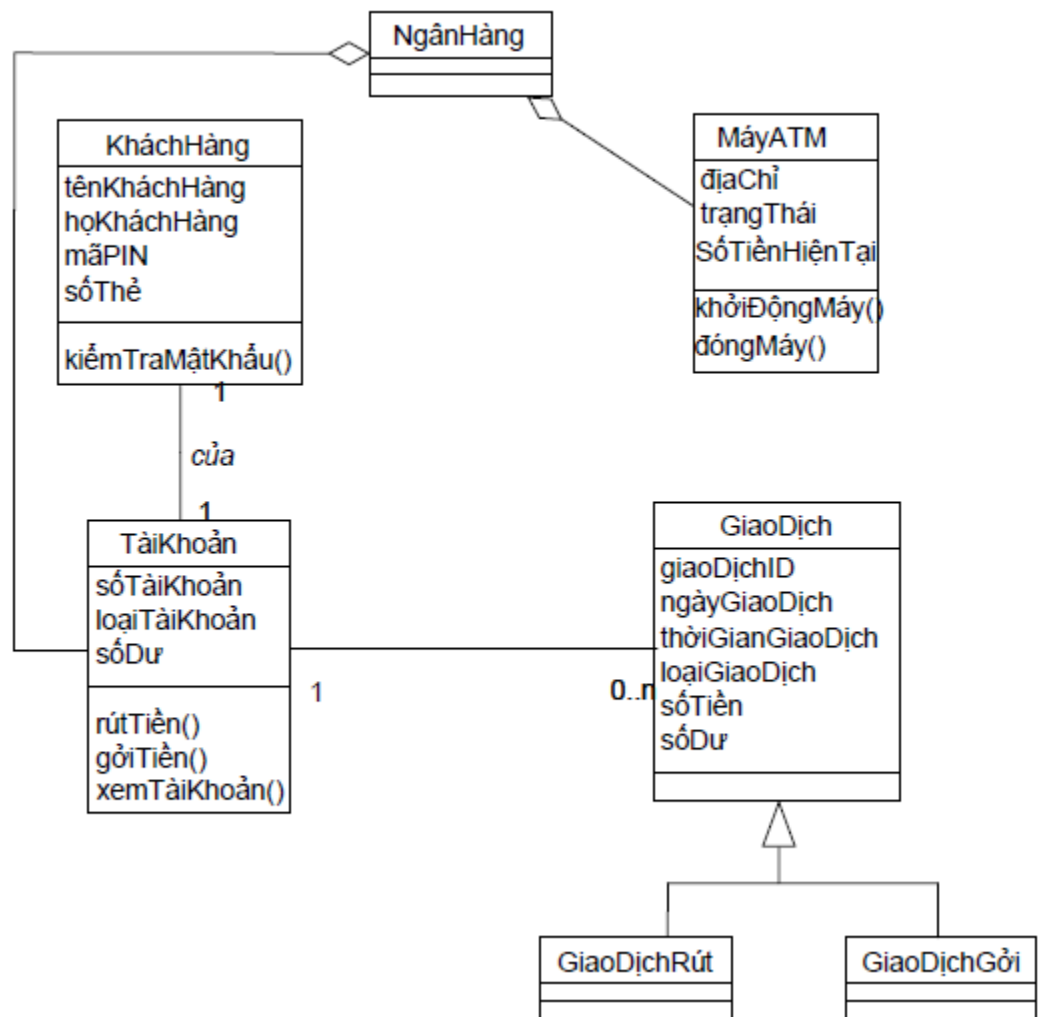 NgânHàng
KháchHàng
tênKháchHàng
họKháchHàng
mãPIN
sốThẻ
kiểmTraMậtKhẩu()
MáyATM
địaChỉ
trạngThái
SốTiềnHiệnTại
khởiĐộngMáy()
đóngMáy()
1
của
1
TàiKhoản
sốTàiKhoản
loạiTàiKhoản
sốDư
rútTiền()
gởiTiền()
xemTàiKhoản()
1
0..n
GiaoDịch
giaoDịchID
ngàyGiaoDịch
thờiGianGiaoDịch
loạiGiaoDịch
sốTiền
sốDư
GiaoDịchRút
GiaoDịchGởi